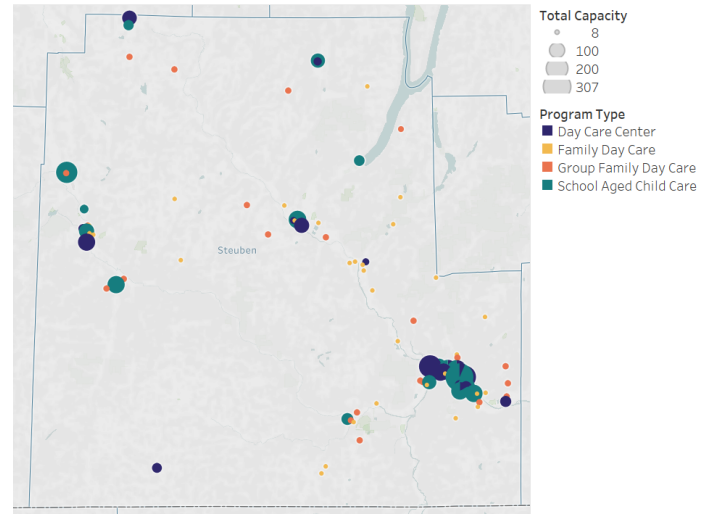 Total Capacity
8
100
200
307
Program Type
Day Care Center
Family Day Care
Group Family Day Care
School Aged Child Care
Steuben